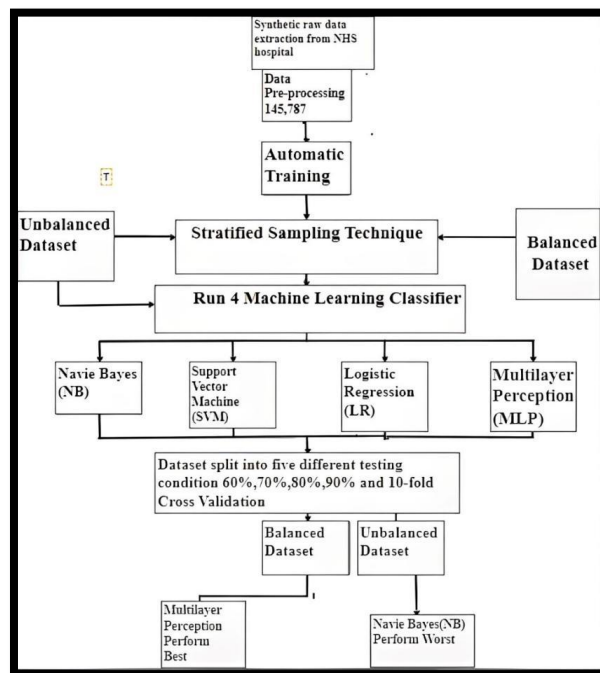 Synthetic raw data
extraction from NHS
hospital
Data
Pre-processing
145,787
Automatic
Training
T
Unbalanced
Dataset
Stratified Sampling Technique
Balanced
Dataset
Run 4 Machine Learning Classifier
Navie Bayes
(NB)
Support
Vector
Machine
(SVM)
Logistic
Regression
(LR)
Multilayer
Perception
(MLP)
Dataset split into five different testing
condition 60%,70%,80%,90% and 10-fold
Cross Validation
Balanced
Dataset
Unbalanced
Dataset
Multilayer
Perception
Perform
Best
Navie Bayes(NB)
Perform Worst